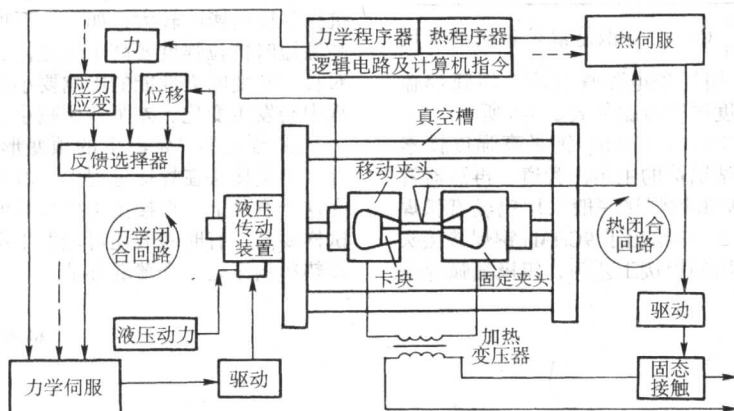 力学程序器
热程序器
热伺服
逻辑电路及计算机指令
力
应力
应变
位移
反馈选择器
真空槽
移动夹头
液压
传动
装置
力学闭
合回路
热闭合
回路
卡块
固定夹头
液压动力
加热
变压器
驱动
驱动
固态
接触
力学伺服